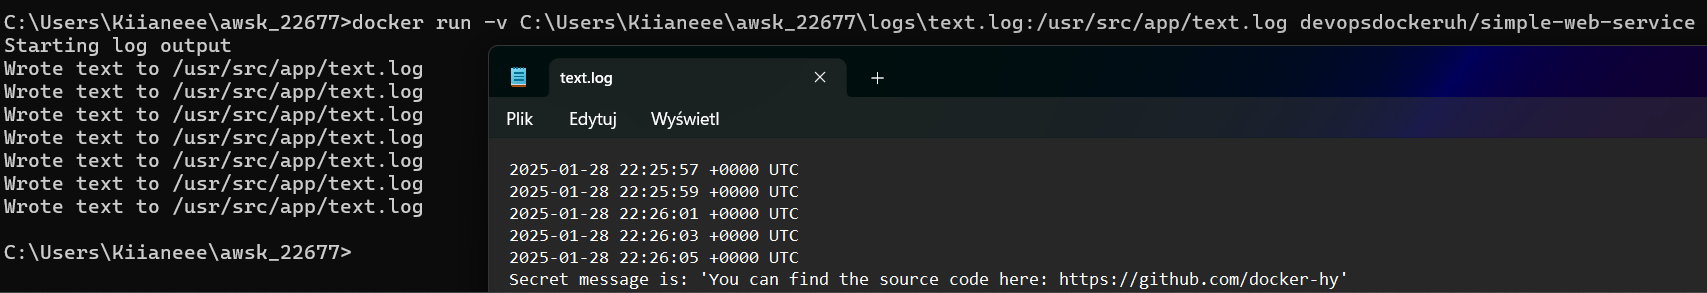 C:\Users\Kiianeee\awsk_22677>docker run -v C:\Users\Kiianeee\awsk_22677\logs\text.log:/usr/src/app/text.log devopsdockeruh/simple-web-service
Starting log output
Wrote text to /usr/src/app/text.log
Wrote text to /usr/src/app/text.log
Wrote text to /usr/src/app/text.log
Wrote text to /usr/src/app/text.log
Wrote text to /usr/src/app/text.log
Wrote text to /usr/src/app/text.log
Wrote text to /usr/src/app/text.log
C:\Users\Kiianeee\awsk_22677>
text.log
Plik Edytuj Wyświetl
2025-01-28 22:25:57 +0000 UTC
2025-01-28 22:25:59 +0000 UTC
2025-01-28 22:26:01 +0000 UTC
2025-01-28 22:26:03 +0000 UTC
2025-01-28 22:26:05 +0000 UTC
Secret message is: 'You can find the source code here: https://github.com/docker-hy'